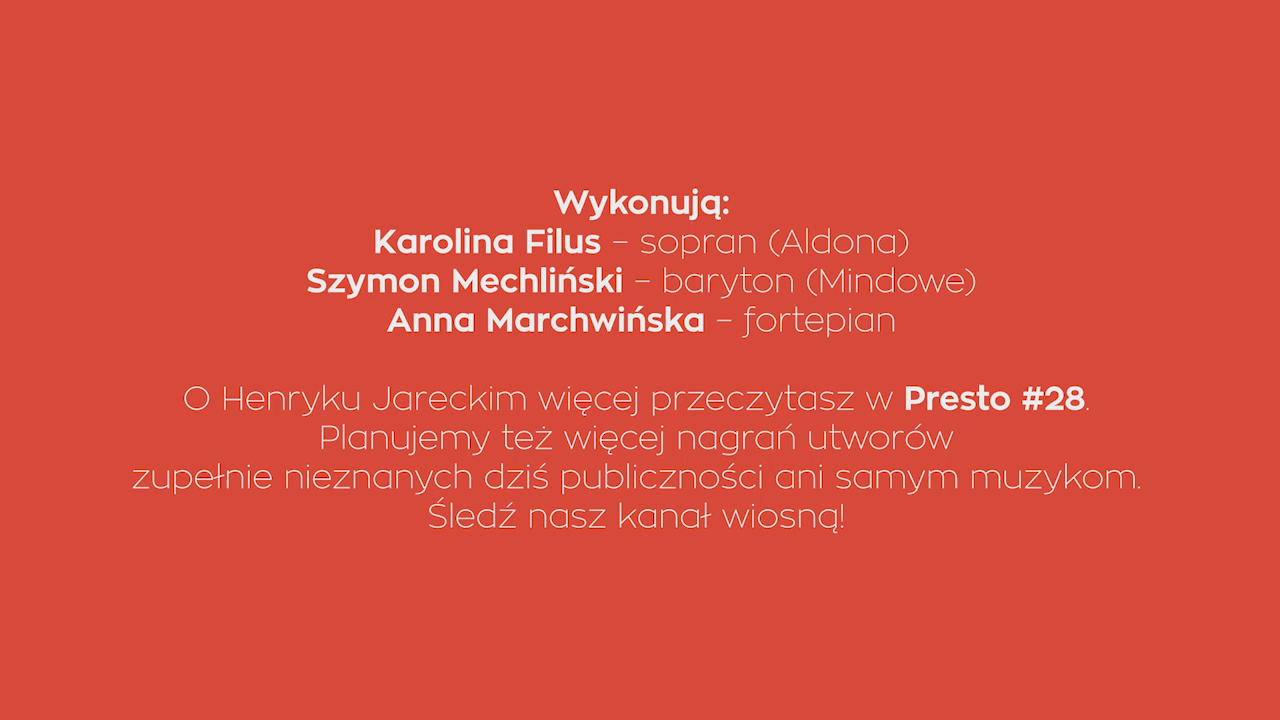 Wykonują:
Karolina Filus – sopran (Aldona)
Szymon Mechliński – baryton (Mindowe)
Anna Marchwińska – fortepian
O Henryku Jareckim więcej przeczytasz w Presto #28.
Planujemy też więcej nagrań utworów
zupełnie nieznanych dziś publiczności ani samym muzykom.
Śledź nasz kanał wiosną!